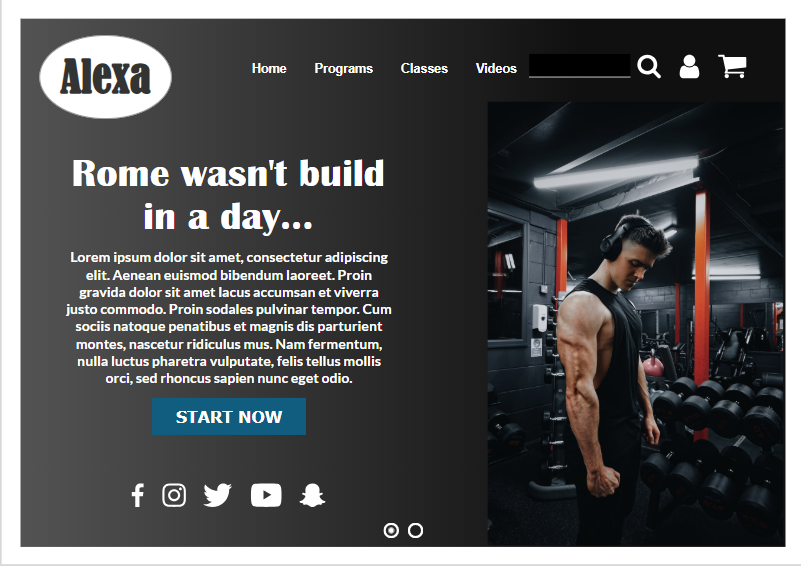 Alexa
Home Programs Classes Videos
Rome wasn't build
in a day...
Lorem ipsum dolor sit amet, consectetur adipiscing
elit. Aenean euismod bibendum laoreet. Proin
gravida dolor sit amet lacus accumsan et viverra
justo commodo. Proin sodales pulvinar tempor. Cum
sociis natoque penatibus et magnis dis parturient
montes, nascetur ridiculus mus. Nam fermentum,
nulla luctus pharetra vulputate, felis tellus mollis
orci, sed rhoncus sapien nunc eget odio.
START NOW